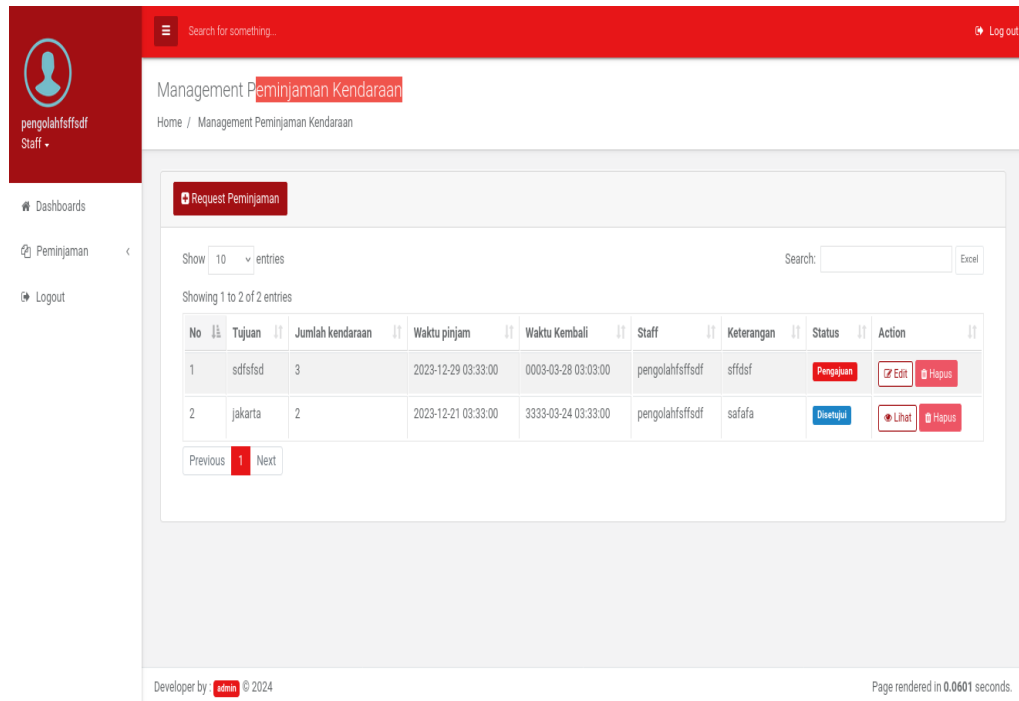 Search for something...
Log out
pengolahfsffsdf
Staff
Management Peminjaman Kendaraan
Home / Management Peminjaman Kendaraan
Dashboards
Peminjaman
Logout
Request Peminjaman
Show 10 entries
Search:
Excel
Showing 1 to 2 of 2 entries
No Tujuan Jumlah kendaraan Waktu pinjam Waktu Kembali Staff Keterangan Status Action
1 sdfsfsd 3 2023-12-29 03:33:00 0003-03-28 03:03:00 pengolahfsffsdf sffdsf Pengajuan Edit Hapus
2 jakarta 2 2023-12-21 03:33:00 3333-03-24 03:33:00 pengolahfsffsdf safafa Disetujui Lihat Hapus
Previous 1 Next
Developer by : admin © 2024
Page rendered in 0.0601 seconds.